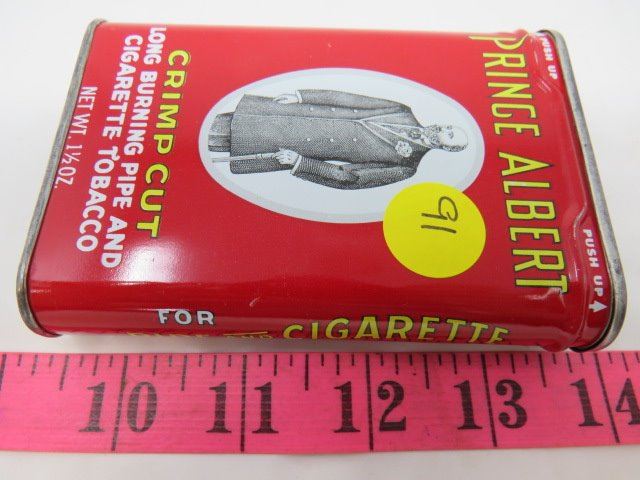 PRINCE ALBERT
PUSH UP
PUSH UP
CRIMP CUT
LONG BURNING PIPE AND
CIGARETTE TOBACCO
NET WT. 1½ OZ.
91
FOR
CIGARETTE
10 11 12 13 14